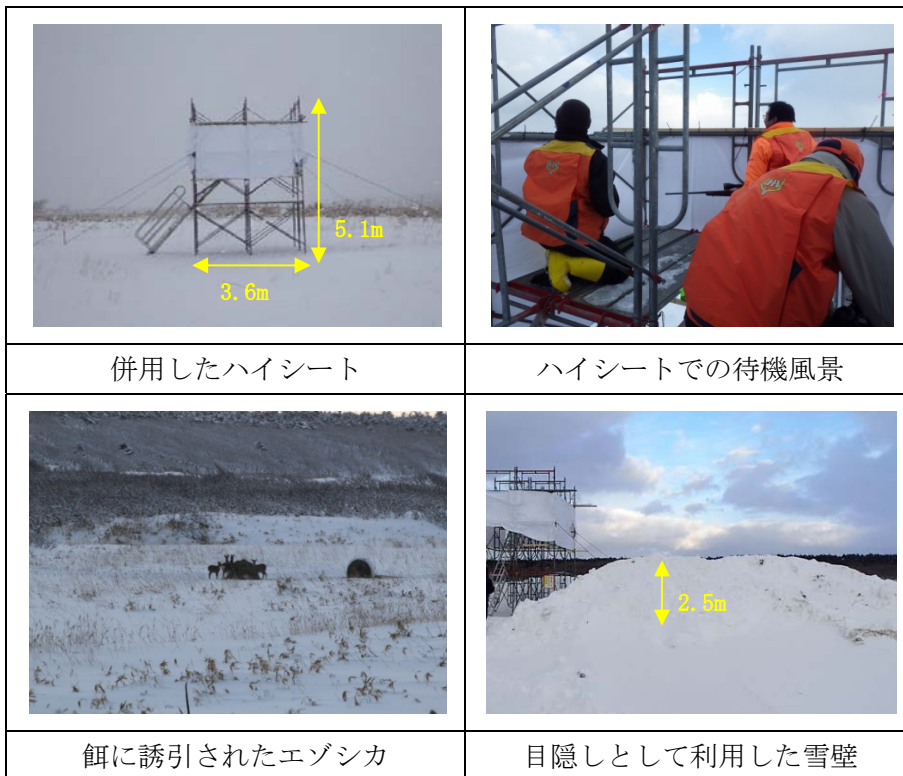 5.1m
3.6m
併用したハイシート
ハイシートでの待機風景
2.5m
餌に誘引されたエゾシカ
目隠しとして利用した雪壁